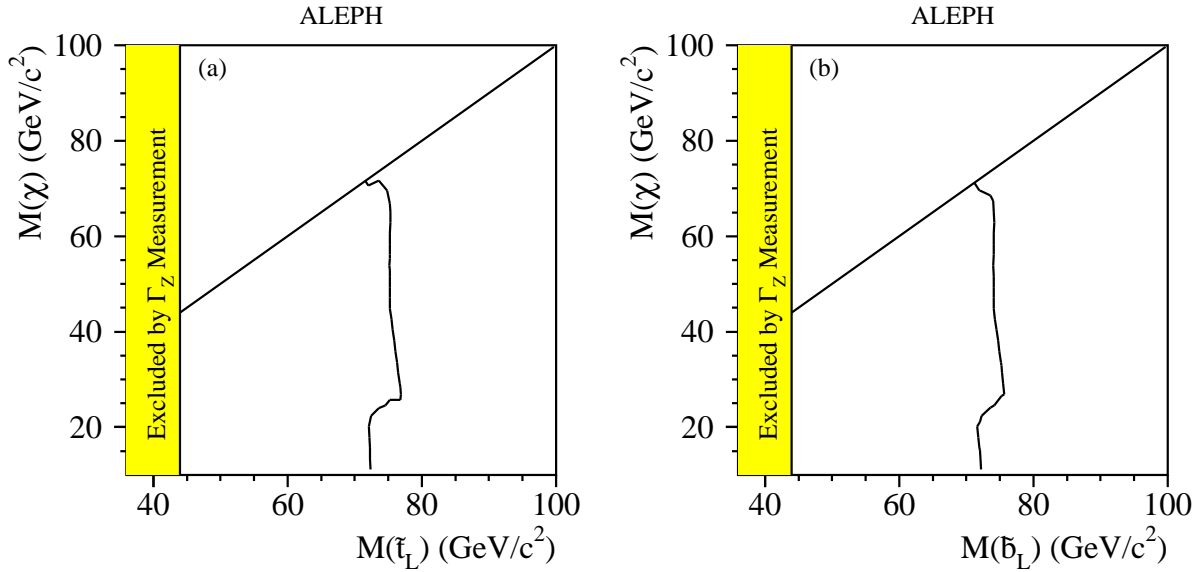 ALEPH
(a)
M(χ) (GeV/c²)
100
80
60
40
20
Excluded by Γ_Z Measurement
40 60 80 100
M(t̃_L) (GeV/c²)
ALEPH
(b)
M(χ) (GeV/c²)
100
80
60
40
20
Excluded by Γ_Z Measurement
40 60 80 100
M(b̃_L) (GeV/c²)